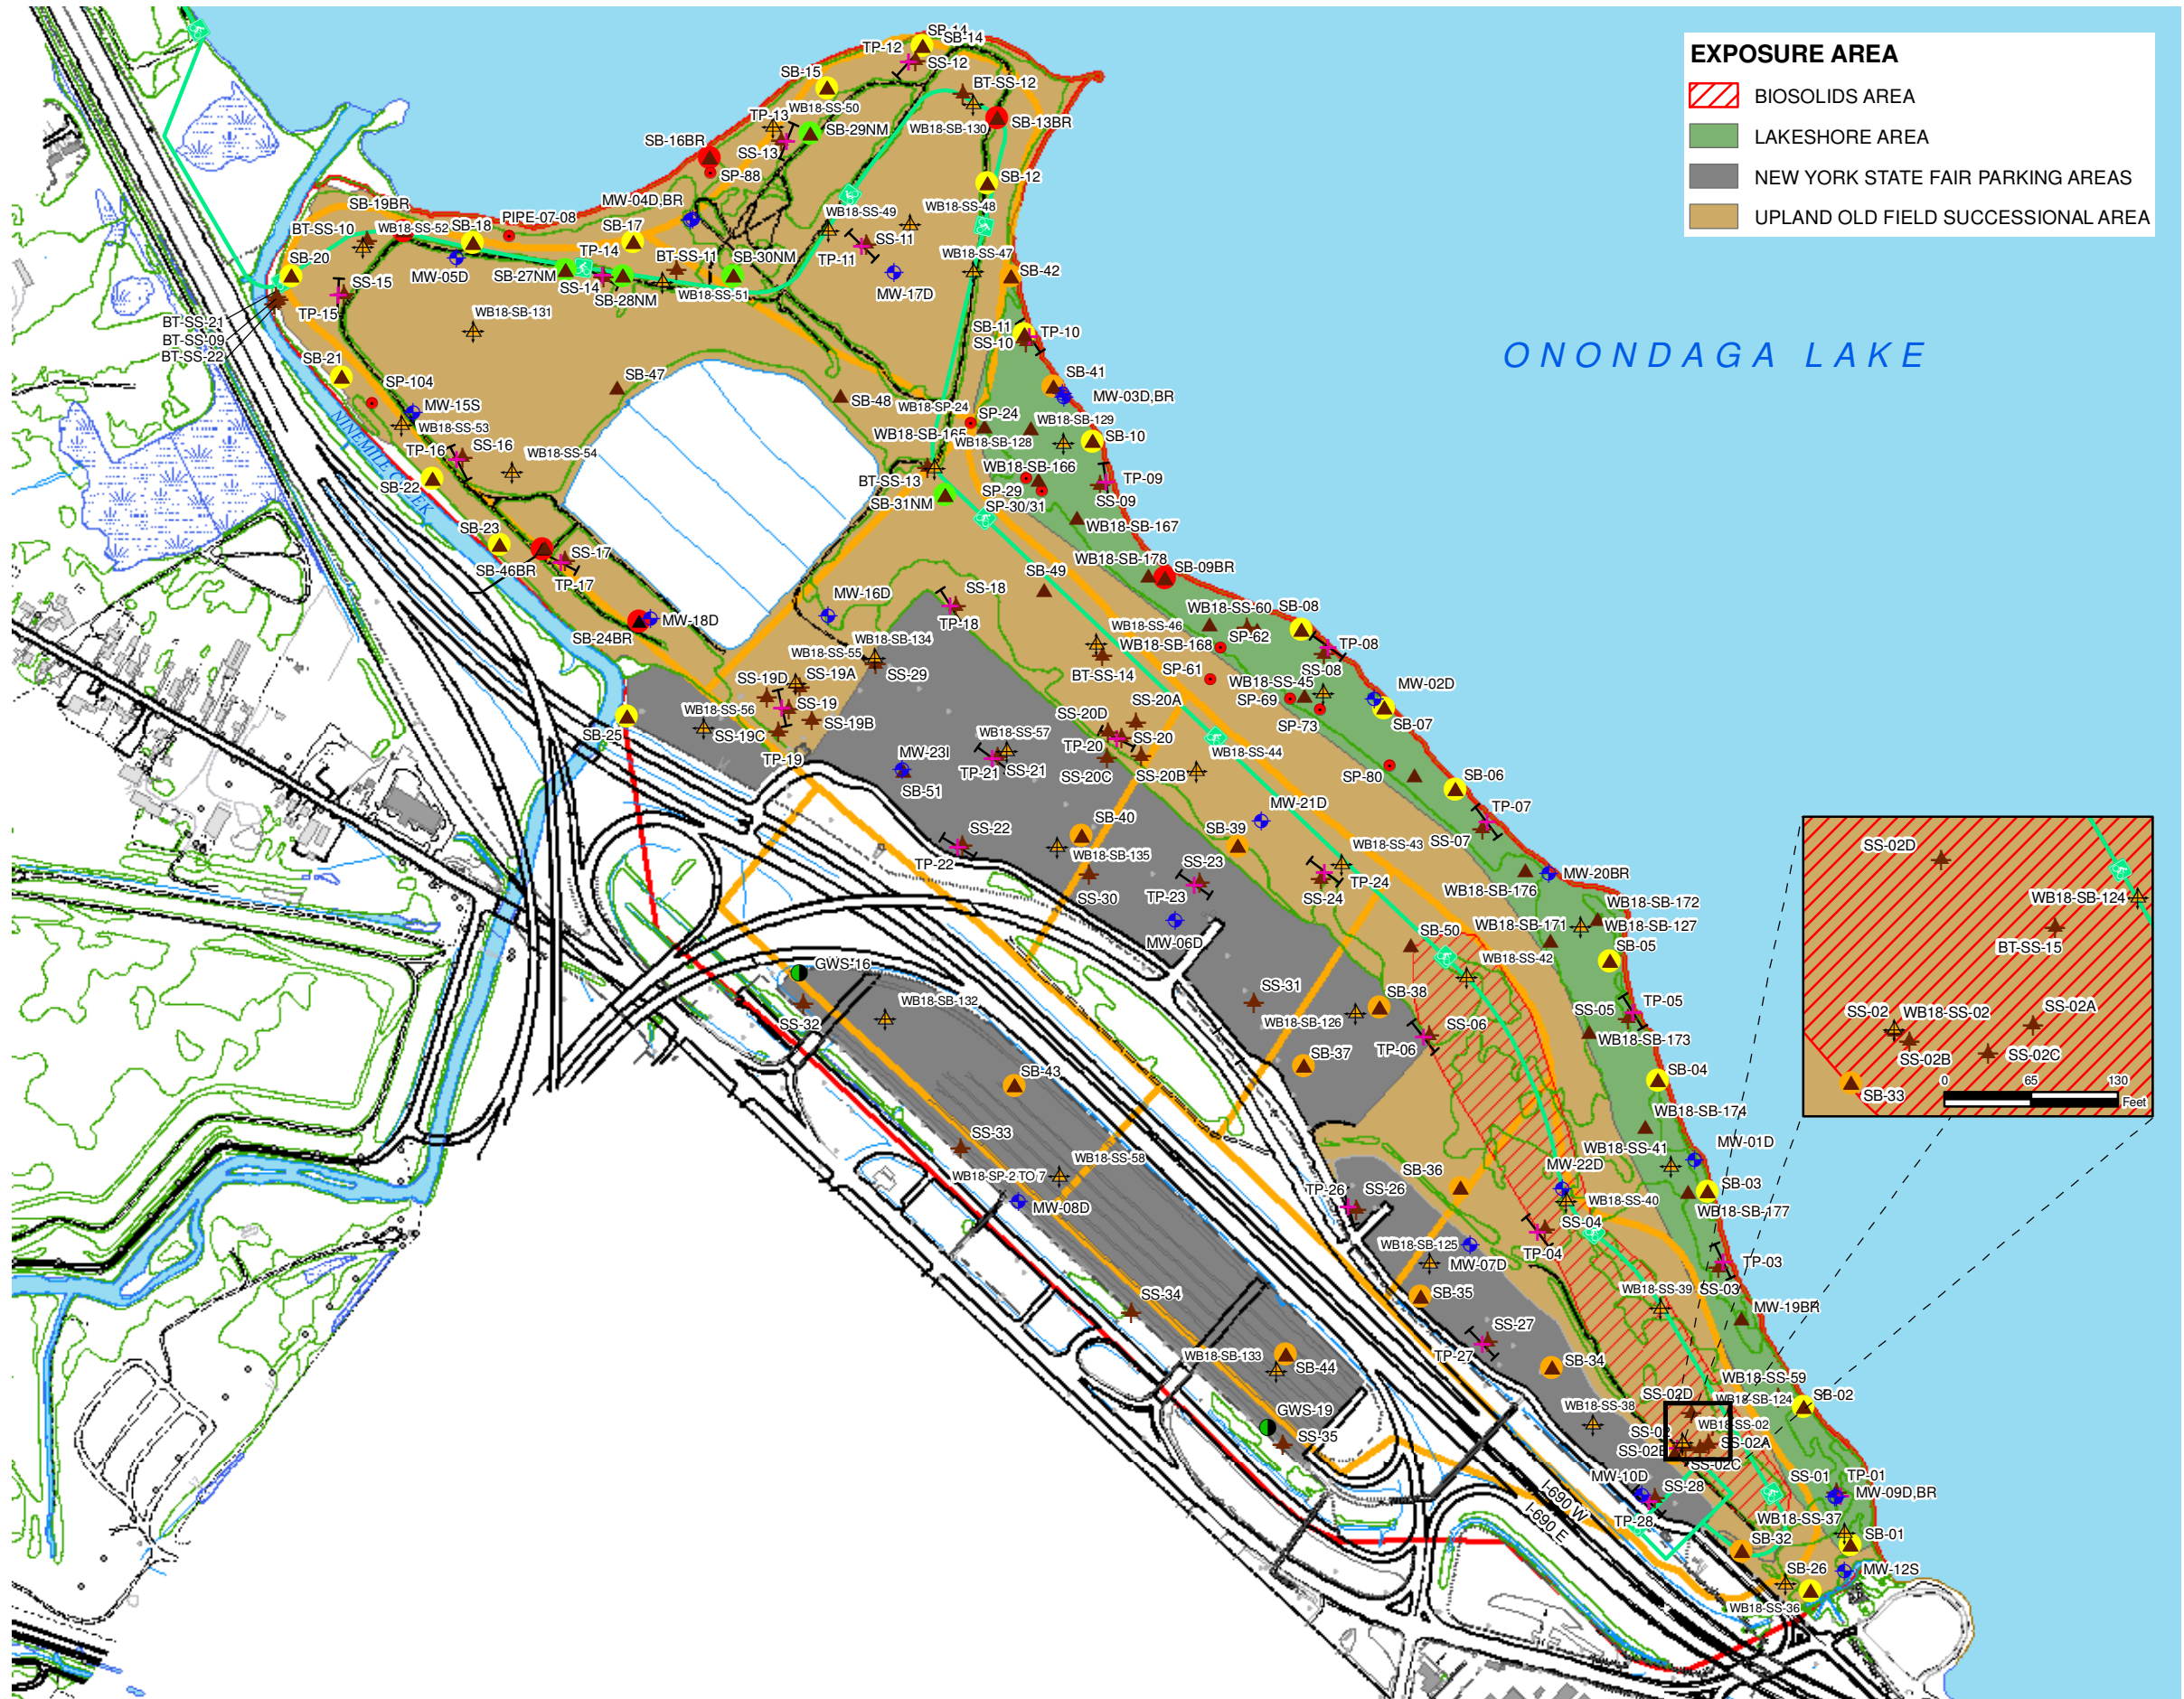 EXPOSURE AREA
BIOSOLIDS AREA
LAKESHORE AREA
NEW YORK STATE FAIR PARKING AREAS
UPLAND OLD FIELD SUCCESSIONAL AREA
SB-14
SB-14
TP-12
SS-12
SB-15
BT-SS-12
WB18-SS-50
TP-13
SB-29NM
WB18-SB-130
SB-13BR
SB-16BR
SS-13
SP-88
SB-12
MW-04D,BR
SB-19BR
WB18-SS-49
WB18-SS-48
PIPE-07-08
BT-SS-10
WB18-SS-52
SB-18
SB-17
SS-11
TP-14
TP-11
SB-20
BT-SS-11
SB-30NM
WB18-SS-47
SB-42
MW-05D
SB-27NM
SS-14
SB-28NM
WB18-SS-51
MW-17D
SS-15
TP-15
WB18-SB-131
BT-SS-21
BT-SS-09
BT-SS-22
SB-11
TP-10
SS-10
ONONDAGA LAKE
SB-21
SP-104
SB-47
SB-48
SB-41
MW-03D,BR
MW-15S
WB18-SP-24
SP-24
WB18-SB-129
WB18-SS-53
NINEMILE CREEK
WB18-SB-165
WB18-SB-128
SB-10
TP-16
SS-16
WB18-SS-54
WB18-SB-166
BT-SS-13
SB-22
SP-29
TP-09
SS-09
SB-31NM
SP-30/31
WB18-SB-167
SB-23
SS-17
SB-46BR
TP-17
WB18-SB-178
SB-09BR
SB-49
SS-18
MW-16D
TP-18
MW-18D
SB-24BR
WB18-SS-60
SB-08
WB18-SS-46
SP-62
WB18-SB-134
WB18-SB-168
TP-08
WB18-SS-55
SS-29
BT-SS-14
SP-61
SS-08
SS-19D
SS-19A
WB18-SS-45
MW-02D
SP-69
SS-19
SS-20A
WB18-SS-56
SS-19B
SS-20D
SP-73
SB-07
SB-25
SS-19C
WB18-SS-57
TP-20
SS-20
WB18-SS-44
TP-19
MW-23I
TP-21
SS-21
SS-20C
SS-20B
SP-80
SB-06
SB-51
MW-21D
TP-07
SS-22
SB-40
SB-39
SS-07
TP-22
WB18-SB-135
SS-23
WB18-SS-43
TP-24
WB18-SB-176
MW-20BR
SS-30
TP-23
SS-24
WB18-SB-172
WB18-SB-171
WB18-SB-127
MW-06D
SB-50
SB-05
WB18-SS-42
GWS-16
SS-32
WB18-SB-132
SS-31
SB-38
WB18-SB-126
SS-05
TP-05
SS-06
TP-06
WB18-SB-173
SB-37
SB-43
SB-04
WB18-SB-174
SS-33
WB18-SS-41
MW-01D
WB18-SS-58
WB18-SP-2 TO 7
SB-36
MW-22D
SB-03
TP-26
SS-26
WB18-SS-40
WB18-SB-177
MW-08D
SS-04
TP-04
WB18-SB-125
MW-07D
TP-03
SS-03
WB18-SS-39
SB-35
SS-34
MW-19BR
SS-27
TP-27
WB18-SB-133
SB-44
SB-34
WB18-SS-59
SB-02
SS-02D
WB18-SB-124
WB18-SS-38
WB18-SS-02
SS-02
SS-02A
SS-02B
SS-02C
GWS-19
SS-35
MW-10D
SS-28
SS-01
TP-01
MW-09D,BR
I-690 W
I-690 E
TP-28
WB18-SS-37
SB-32
SB-01
SB-26
MW-12S
WB18-SS-36
SS-02D
WB18-SB-124
BT-SS-15
SS-02
WB18-SS-02
SS-02A
SS-02B
SS-02C
SB-33
0 65 130
Feet